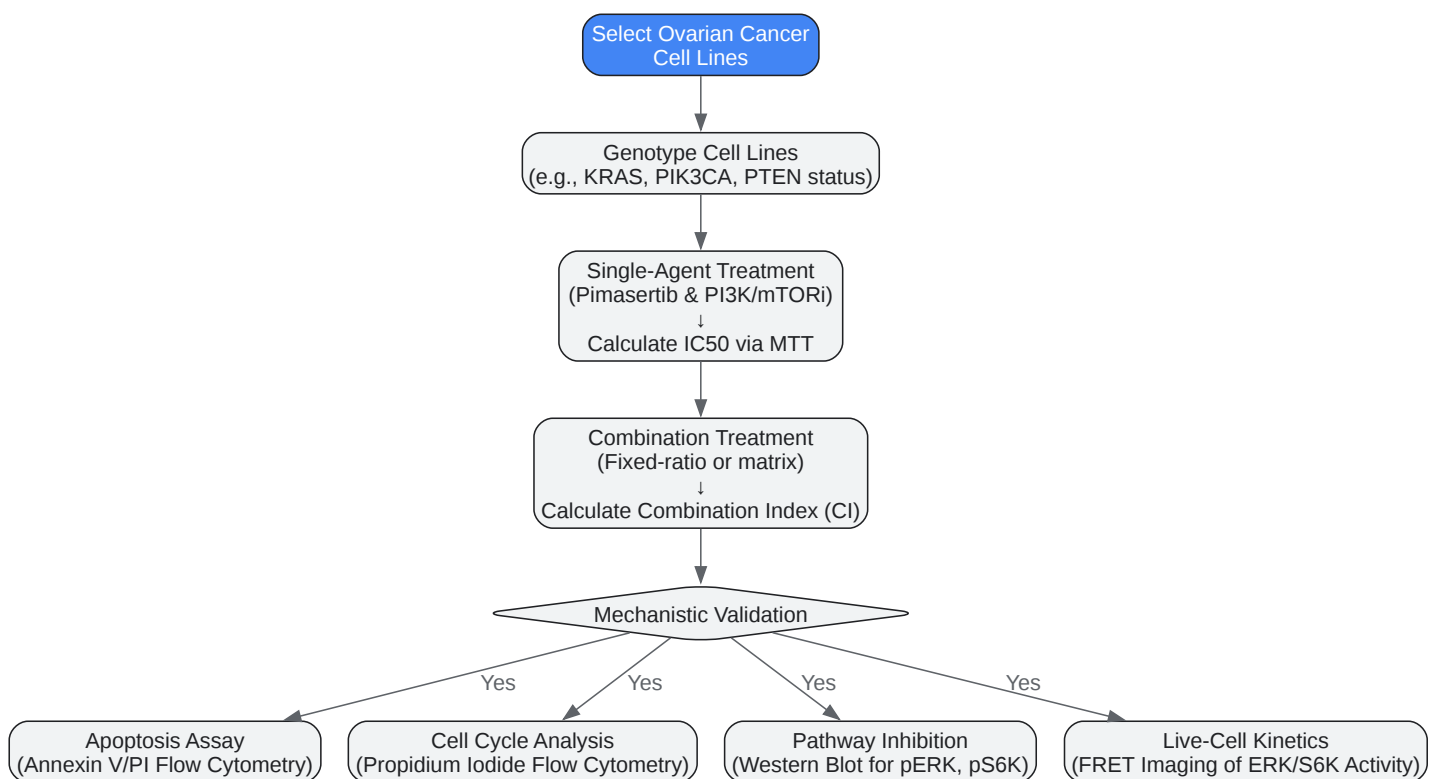 Select Ovarian Cancer
Cell Lines
Genotype Cell Lines
(e.g., KRAS, PIK3CA, PTEN status)
Single-Agent Treatment
(Pimasertib & PI3K/mTORi)
↓
Calculate IC50 via MTT
Combination Treatment
(Fixed-ratio or matrix)
↓
Calculate Combination Index (CI)
Mechanistic Validation
Yes
Yes
Yes
Yes
Apoptosis Assay
(Annexin V/PI Flow Cytometry)
Cell Cycle Analysis
(Propidium Iodide Flow Cytometry)
Pathway Inhibition
(Western Blot for pERK, pS6K)
Live-Cell Kinetics
(FRET Imaging of ERK/S6K Activity)